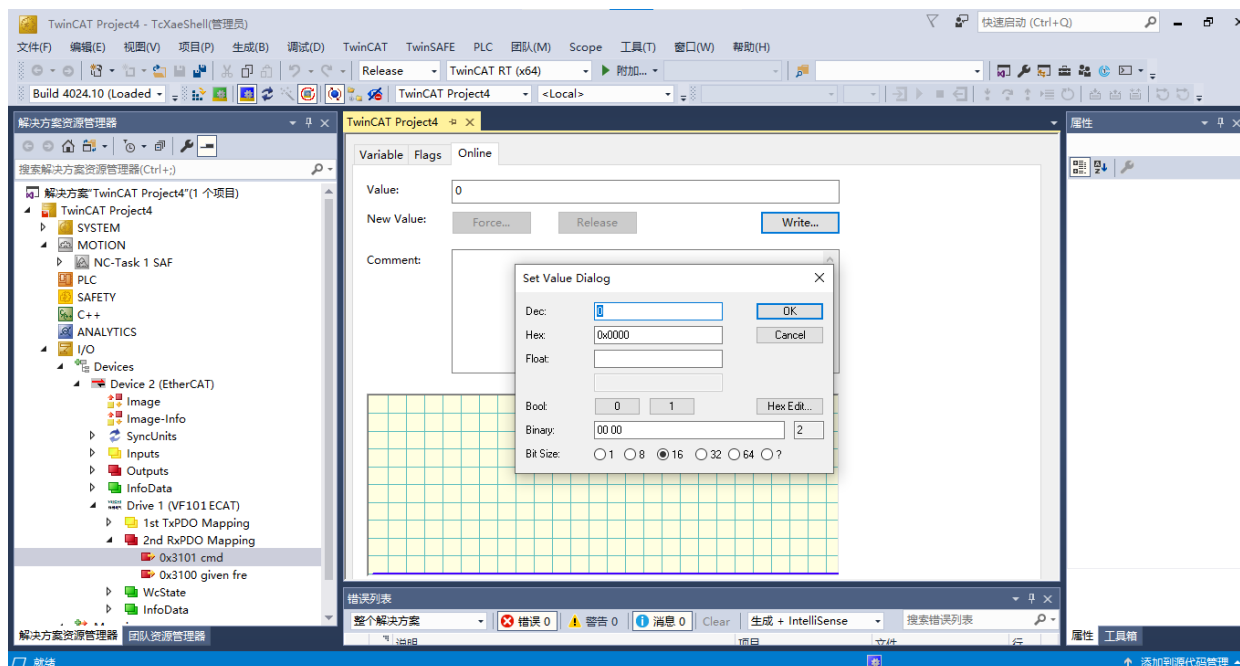 TwinCAT Project4 - TcXaeShell(管理员)
快速启动 (Ctrl+Q)
文件(F) 编辑(E) 视图(V) 项目(P) 生成(B) 调试(D) TwinCAT TwinSAFE PLC 团队(M) Scope 工具(T) 窗口(W) 帮助(H)
Release TwinCAT RT (x64) 附加...
Build 4024.10 (Loaded TwinCAT Project4 <Local>
解决方案资源管理器
搜索解决方案资源管理器(Ctrl+;)
解决方案"TwinCAT Project4"(1 个项目)
TwinCAT Project4
SYSTEM
MOTION
NC-Task 1 SAF
PLC
SAFETY
C++
ANALYTICS
I/O
Devices
Device 2 (EtherCAT)
Image
Image-Info
SyncUnits
Inputs
Outputs
InfoData
Drive 1 (VF101 ECAT)
1st TxPDO Mapping
2nd RxPDO Mapping
0x3101 cmd
0x3100 given fre
WcState
InfoData
解决方案资源管理器 团队资源管理器
TwinCAT Project4
Variable Flags Online
Value: 0
New Value: Force... Release Write...
Comment:
Set Value Dialog
Dec: 0 OK
Hex: 0x0000 Cancel
Float:
Bool: 0 1 Hex Edit...
Binary: 00 00 2
Bit Size: 1 8 16 32 64 ?
错误列表
整个解决方案 错误 0 警告 0 消息 0 Clear 生成 + IntelliSense 搜索错误列表
说明 项目 文件 行
属性
属性 工具箱
就绪 添加到源代码管理